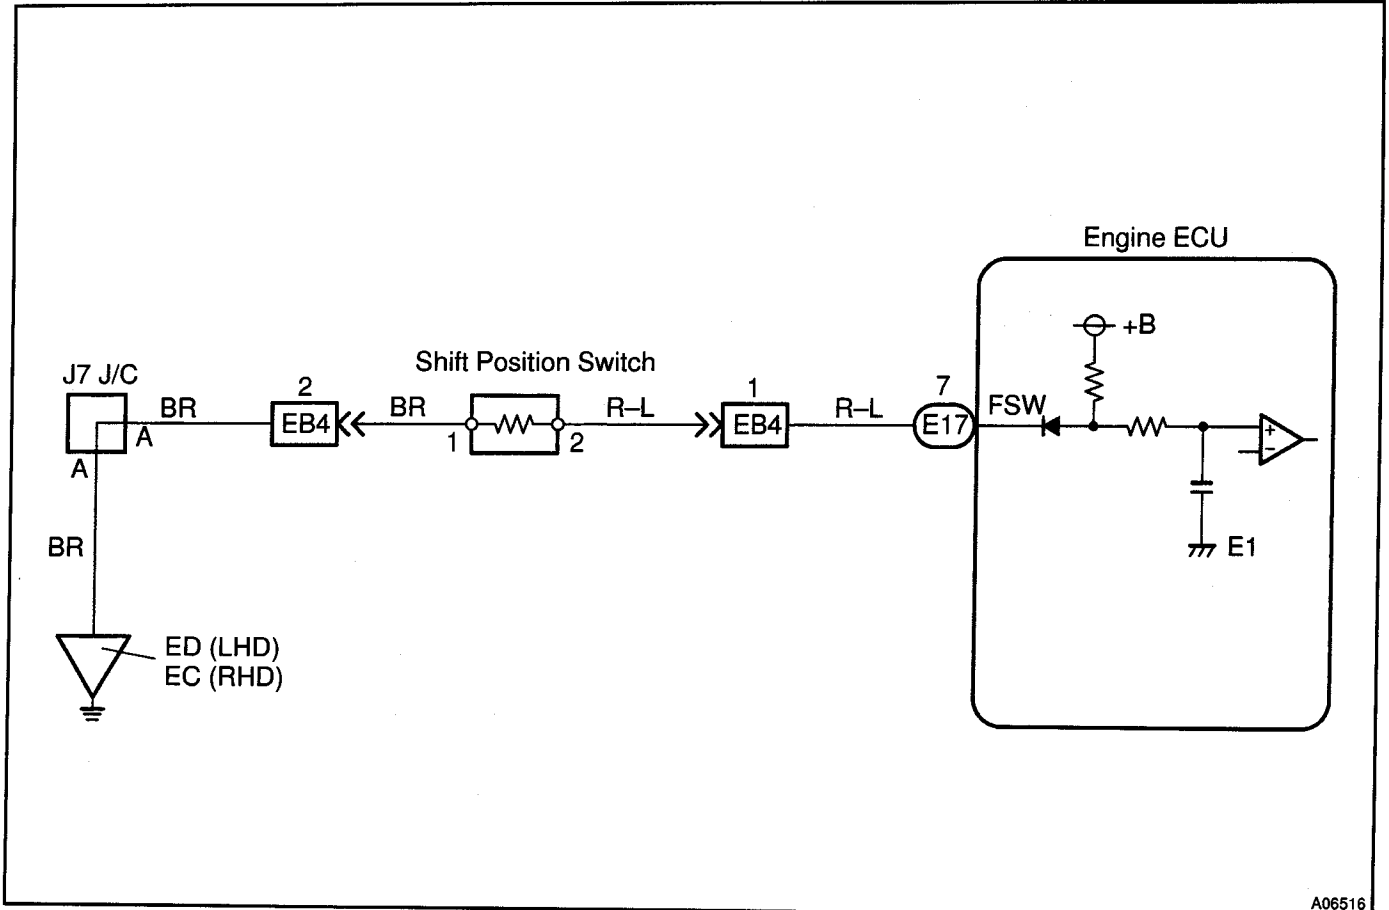 Engine ECU
+B
Shift Position Switch
J7 J/C
2
1
7
BR
BR
R–L
R–L
FSW
EB4
EB4
E17
+
−
A
1
2
A
BR
E1
ED (LHD)
EC (RHD)
A06516